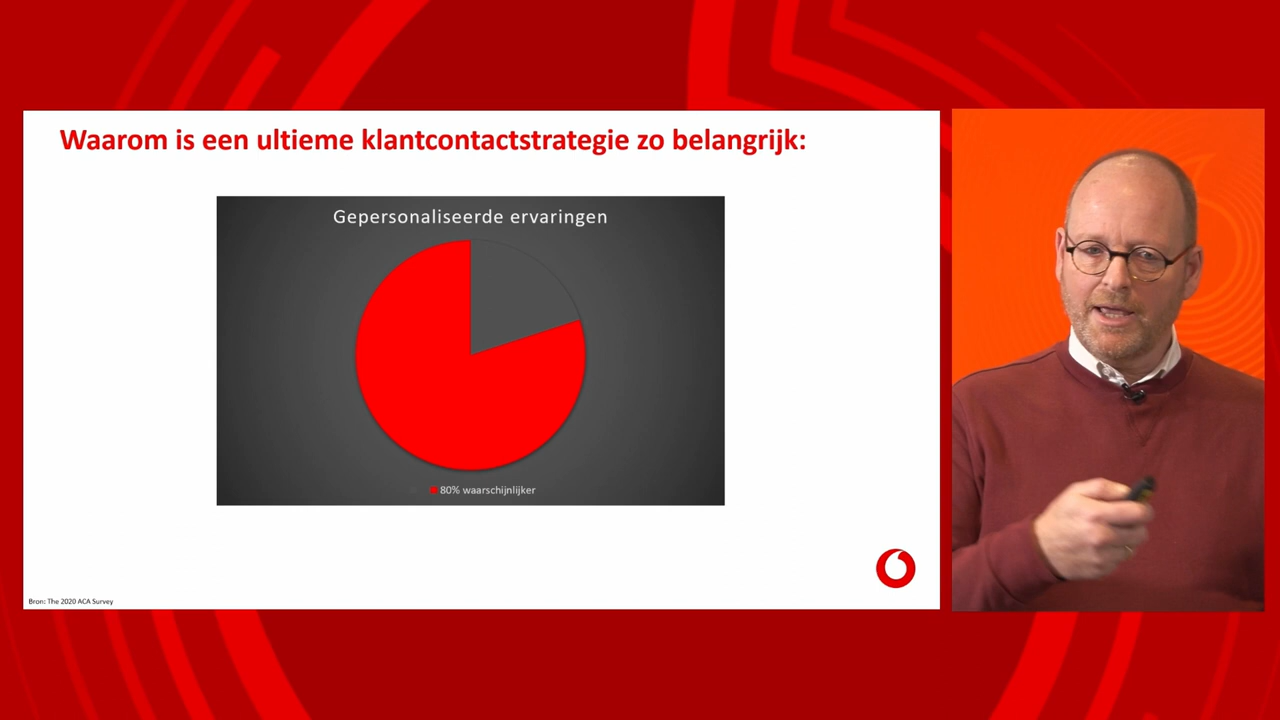 Waarom is een ultieme klantcontactstrategie zo belangrijk:
Gepersonaliseerde ervaringen
80% waarschijnlijker
Bron: The 2020 ACA Survey